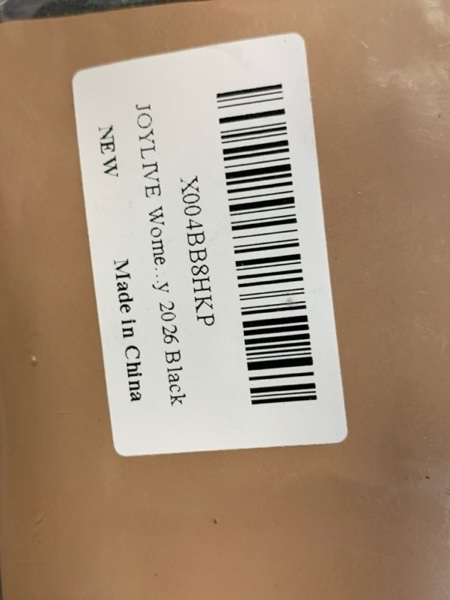 X004BB8HKP
JOYLIVE Wome...y 2026 Black
NEW
Made in China